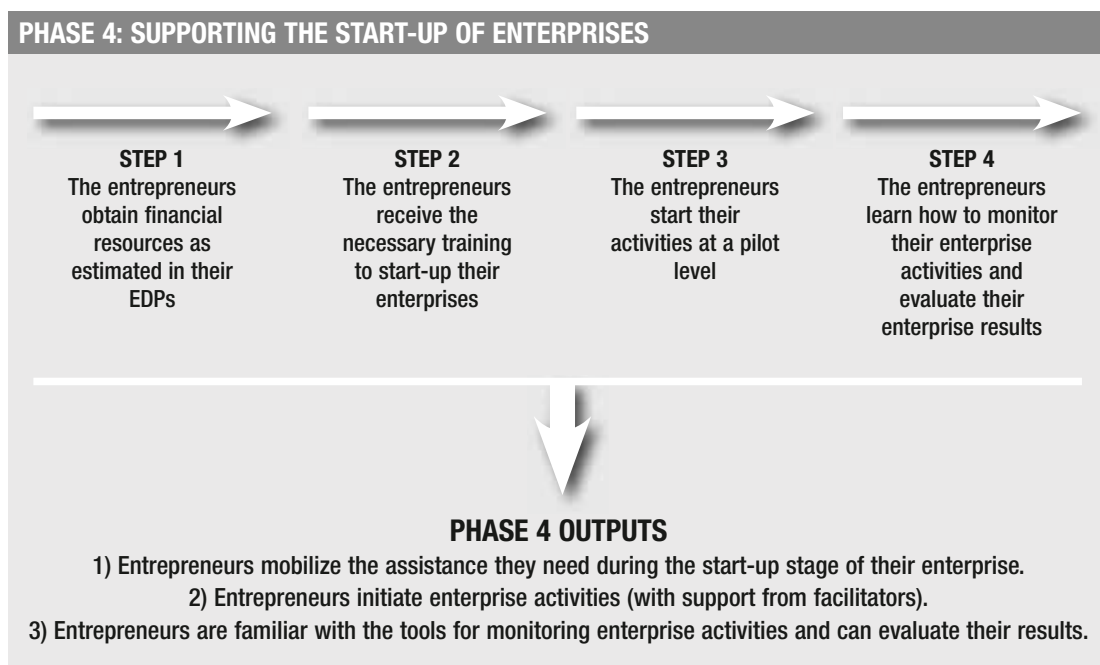 PHASE 4: SUPPORTING THE START-UP OF ENTERPRISES
STEP 1
The entrepreneurs
obtain financial
resources as
estimated in their
EDPs
STEP 2
The entrepreneurs
receive the
necessary training
to start-up their
enterprises
STEP 3
The entrepreneurs
start their
activities at a pilot
level
STEP 4
The entrepreneurs
learn how to monitor
their enterprise
activities and
evaluate their
enterprise results
PHASE 4 OUTPUTS
1) Entrepreneurs mobilize the assistance they need during the start-up stage of their enterprise.
2) Entrepreneurs initiate enterprise activities (with support from facilitators).
3) Entrepreneurs are familiar with the tools for monitoring enterprise activities and can evaluate their results.